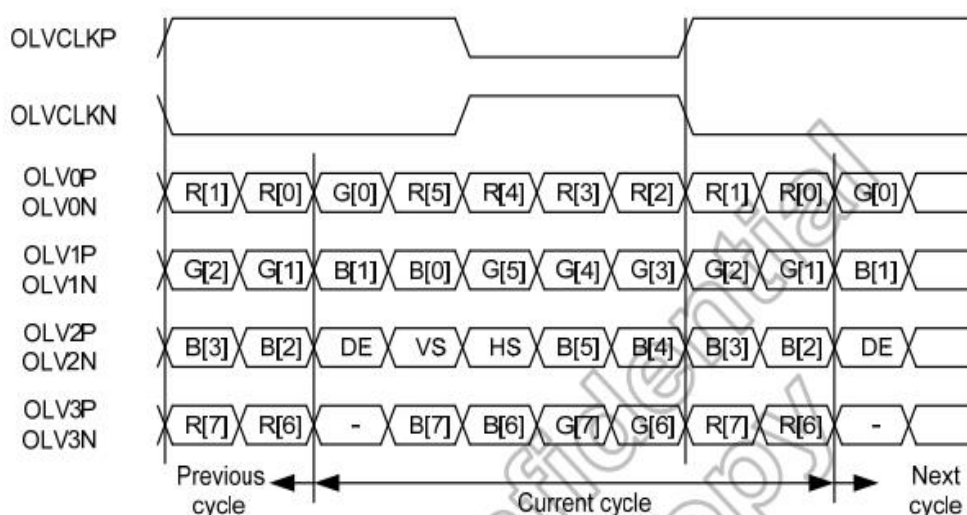 OLVCLKP
OLVCLKN
OLV0P
OLV0N
R[1] R[0] G[0] R[5] R[4] R[3] R[2] R[1] R[0] G[0]
OLV1P
OLV1N
G[2] G[1] B[1] B[0] G[5] G[4] G[3] G[2] G[1] B[1]
OLV2P
OLV2N
B[3] B[2] DE VS HS B[5] B[4] B[3] B[2] DE
OLV3P
OLV3N
R[7] R[6] - B[7] B[6] G[7] G[6] R[7] R[6] -
Previous cycle
Current cycle
Next cycle